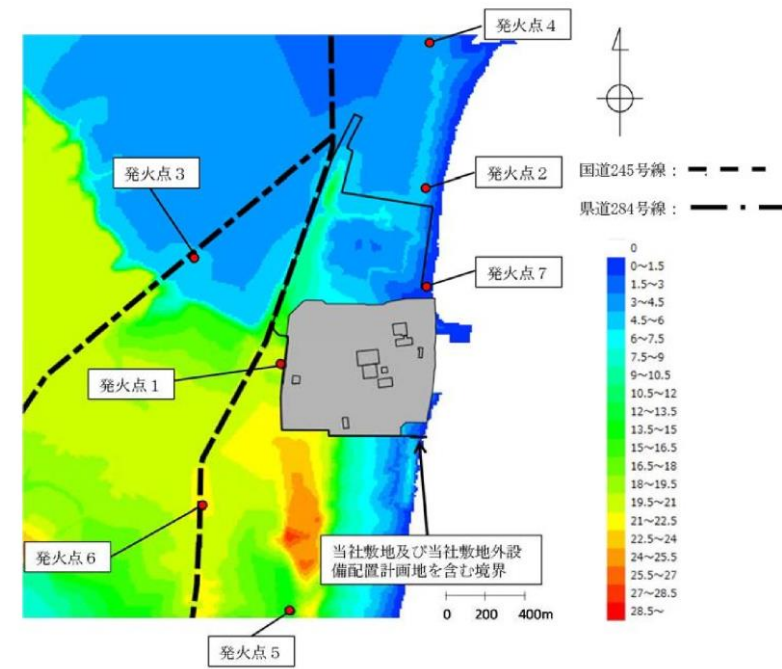 発火点4
発火点3
発火点2
国道245号線：
県道284号線：
発火点7
発火点1
0
0～1.5
1.5～3
3～4.5
4.5～6
6～7.5
7.5～9
9～10.5
10.5～12
12～13.5
13.5～15
15～16.5
16.5～18
18～19.5
19.5～21
21～22.5
22.5～24
24～25.5
25.5～27
27～28.5
28.5～
発火点6
当社敷地及び当社敷地外設
備配置計画地を含む境界
0 200 400m
発火点5